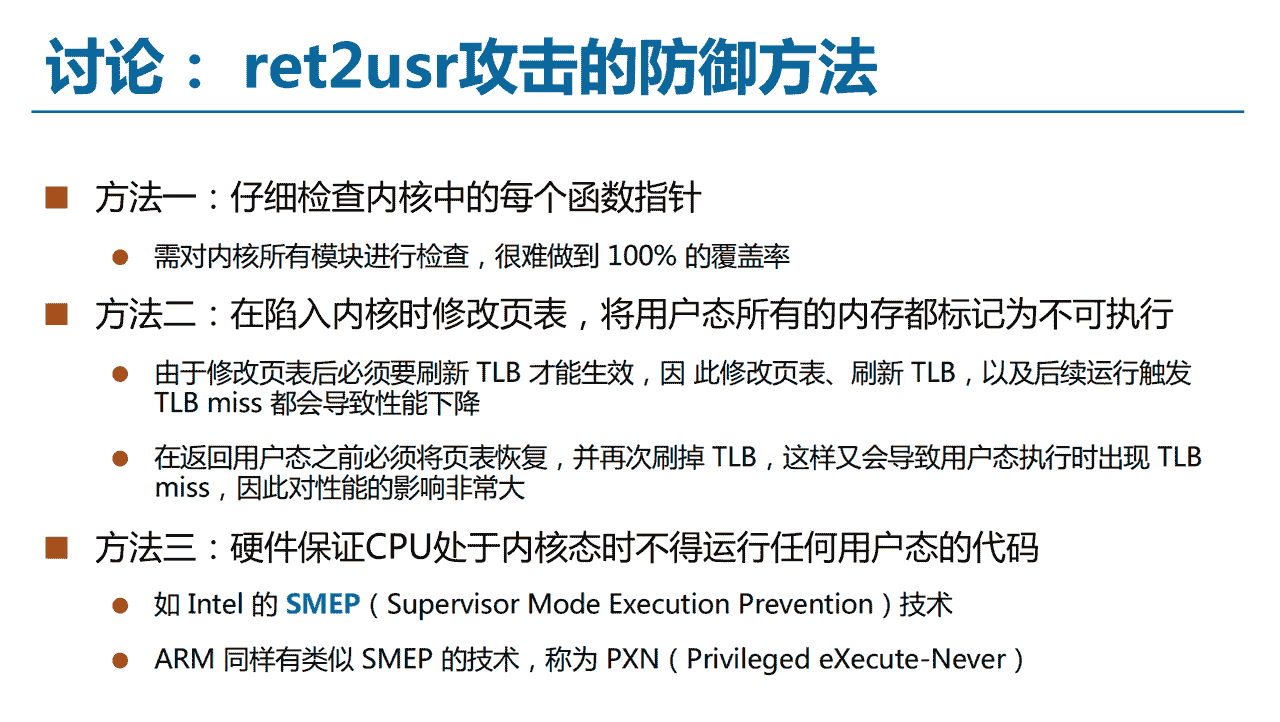 讨论： ret2usr攻击的防御方法
方法一：仔细检查内核中的每个函数指针
需对内核所有模块进行检查，很难做到 100% 的覆盖率
方法二：在陷入内核时修改页表，将用户态所有的内存都标记为不可执行
由于修改页表后必须要刷新 TLB 才能生效，因 此修改页表、刷新 TLB，以及后续运行触发
TLB miss 都会导致性能下降
在返回用户态之前必须将页表恢复，并再次刷掉 TLB，这样又会导致用户态执行时出现 TLB
miss，因此对性能的影响非常大
方法三：硬件保证CPU处于内核态时不得运行任何用户态的代码
如 Intel 的 SMEP（Supervisor Mode Execution Prevention）技术
ARM 同样有类似 SMEP 的技术，称为 PXN（Privileged eXecute-Never）